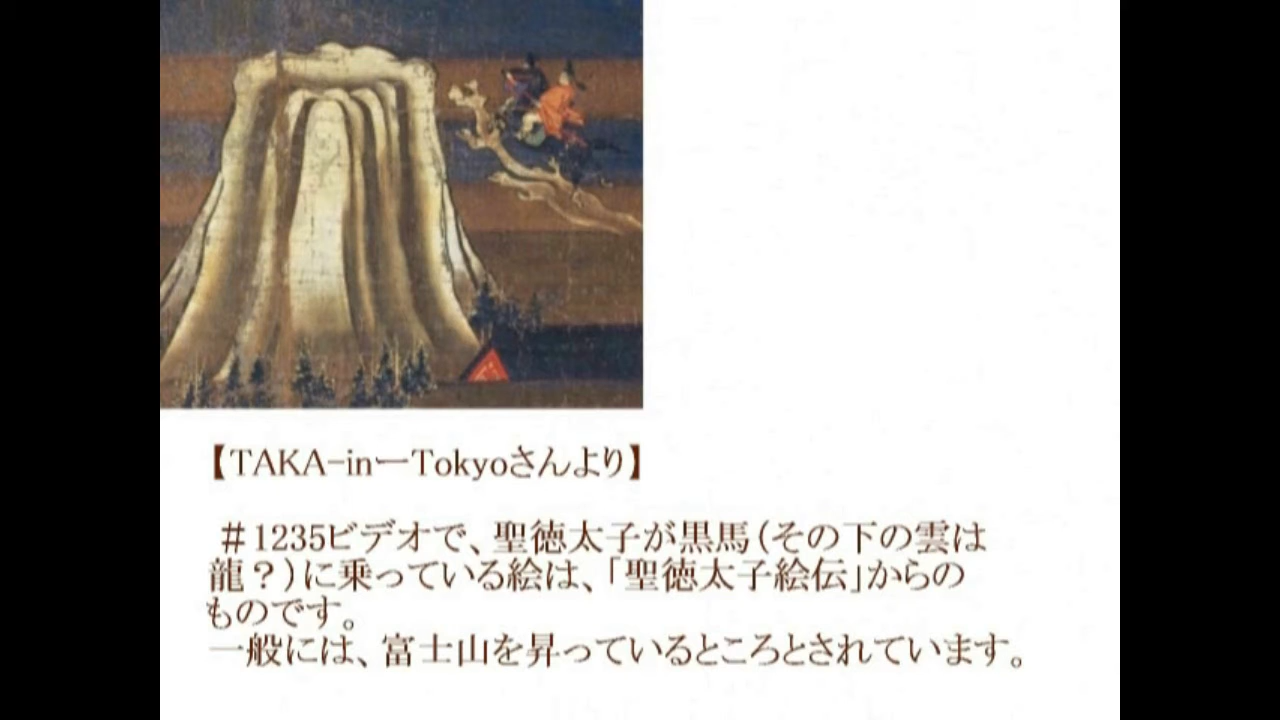 【TAKA-inーTokyoさんより】
＃1235ビデオで、聖徳太子が黒馬（その下の雲は
龍？）に乗っている絵は、「聖徳太子絵伝」からの
ものです。
一般には、富士山を昇っているところとされています。